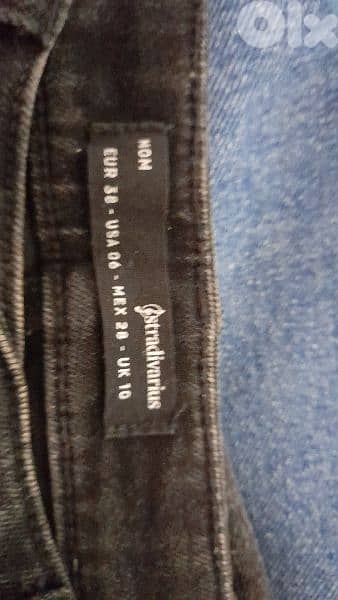 OLX
NOM
stradivarius
EUR 38 - USA 06 - MEX 28 - UK 10